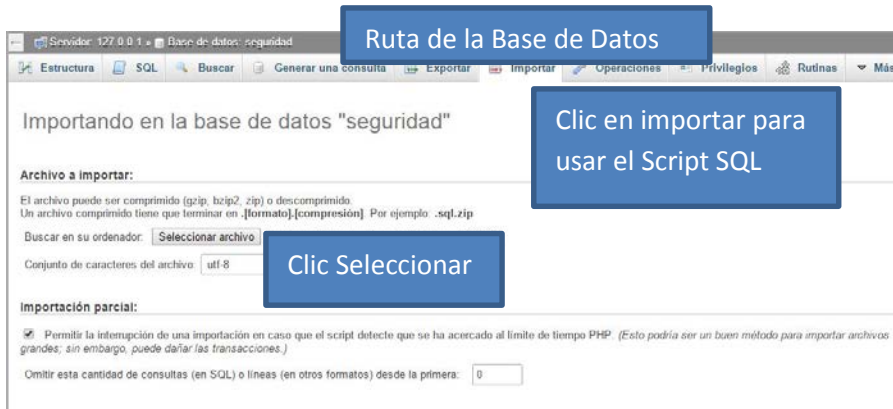 Servidor: 127.0.0.1 » Base de datos: seguridad
Ruta de la Base de Datos
Estructura SQL Buscar Generar una consulta Exportar Importar Operaciones Privilegios Rutinas Más
Importando en la base de datos "seguridad"
Clic en importar para
usar el Script SQL
Archivo a importar:
El archivo puede ser comprimido (gzip, bzip2, zip) o descomprimido.
Un archivo comprimido tiene que terminar en .[formato].[compresión]. Por ejemplo: .sql.zip
Buscar en su ordenador: Seleccionar archivo
Conjunto de caracteres del archivo: utf-8
Clic Seleccionar
Importación parcial:
Permitir la interrupción de una importación en caso que el script detecte que se ha acercado al límite de tiempo PHP. (Esto podría ser un buen método para importar archivos
grandes; sin embargo, puede dañar las transacciones.)
Omitir esta cantidad de consultas (en SQL) o líneas (en otros formatos) desde la primera: 0